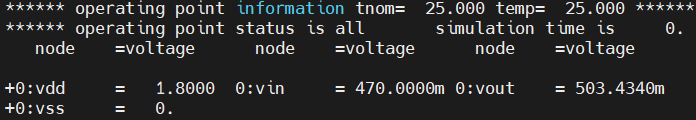 ****** operating point information tnom=  25.000 temp=  25.000 ******
****** operating point status is all       simulation time is     0.
   node    =voltage      node    =voltage      node    =voltage

+0:vdd     =   1.8000  0:vin     = 470.0000m 0:vout    = 503.4340m
+0:vss     =   0.